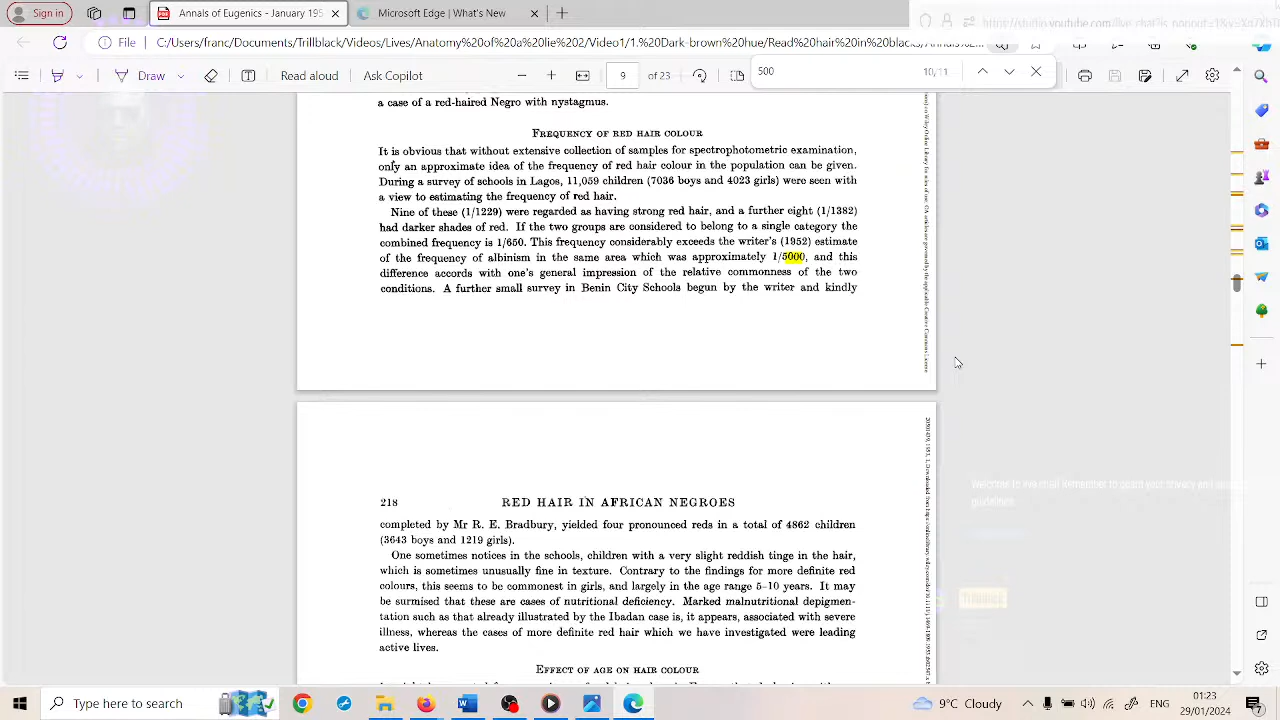 Sign in
Annals of Eugenics - January 195
Microsoft Edge | What's New
File
Read aloud
Ask Copilot
Draw
9
of 23
500
10,11
a case of a red-haired Negro with nystagmus.
FREQUENCY OF RED HAIR COLOUR
It is obvious that without extensive collection of samples for spectrophotometric examination,
only an approximate idea of the frequency of red hair colour in the population can be given.
During a survey of schools in Lagos, 11,059 children (7036 boys and 4023 girls) were seen with
a view to estimating the frequency of red hair.
Nine of these (1/1229) were regarded as having strong red hair, and a further eight (1/1382)
had darker shades of red. If the two groups are considered to belong to a single category the
combined frequency is 1/650. This frequency considerably exceeds the writer's (1952) estimate
of the frequency of albinism in the same area which was approximately 1/5000, and this
difference accords with one's general impression of the relative commonness of the two
conditions. A further small survey in Benin City Schools begun by the writer and kindly
218 RED HAIR IN AFRICAN NEGROES
completed by Mr R. E. Bradbury, yielded four pronounced reds in a total of 4862 children
(3643 boys and 1219 girls).
One sometimes notices in the schools, children with a very slight reddish tinge in the hair,
which is sometimes unusually fine in texture. Contrary to the findings for more definite red
colours, this seems to be commonest in girls, and largely in the age range 5-10 years. It may
be surmised that these are cases of nutritional deficiency. Marked malnutritional depigmen-
tation such as that already illustrated by the Ibadan case is, it appears, associated with severe
illness, whereas the cases of more definite red hair which we have investigated were leading
active lives.
EFFECT OF AGE ON HAIR COLOUR
Welcome to live chat! Remember to guard your privacy and
guidelines.
Type here to search
9°C Cloudy
ENG
01:23
29/01/2024